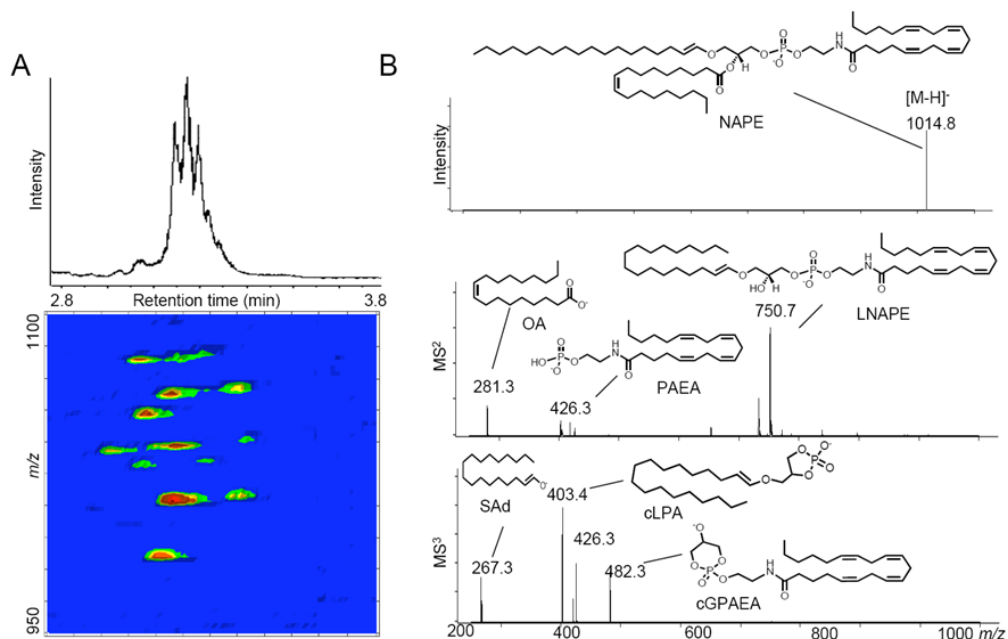 A
Intensity
2.8
Retention time (min)
3.8
1100
m/z
950
B
Intensity
NAPE
[M-H]-
1014.8
O
O
O
P
O
O
O-
H
N
O
O
H
MS2
OA
O
O-
281.3
HO
P
O
O-
O
H
N
O
PAEA
426.3
O
HO
H
O
P
O
O-
O
H
N
O
LNAPE
750.7
MS3
SAd
O-
267.3
403.4
426.3
482.3
O
O
P
O-
O
O
cLPA
O-
O
O
P
O
O
H
N
O
cGPAEA
200
400
600
800
1000 m/z